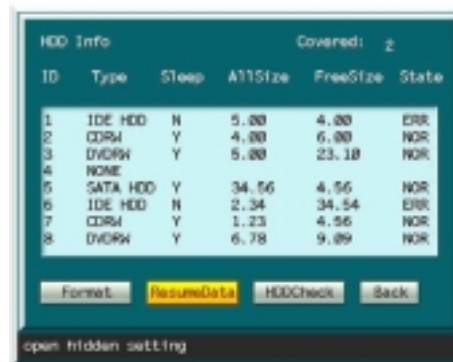 HDD Info Covered: 2
ID Type Sleep AllSize FreeSize State
1 IDE HDD N 5.00 4.00 ERR
2 CDRW Y 4.00 6.00 NOR
3 DVDRW Y 5.00 23.10 NOR
4 NONE
5 SATA HDD Y 34.56 4.56 NOR
6 IDE HDD N 2.34 34.54 ERR
7 CDRW Y 1.23 4.56 NOR
8 DVDRW Y 6.78 9.09 NOR
Format ResumeData HDDCheck Back
open hidden setting